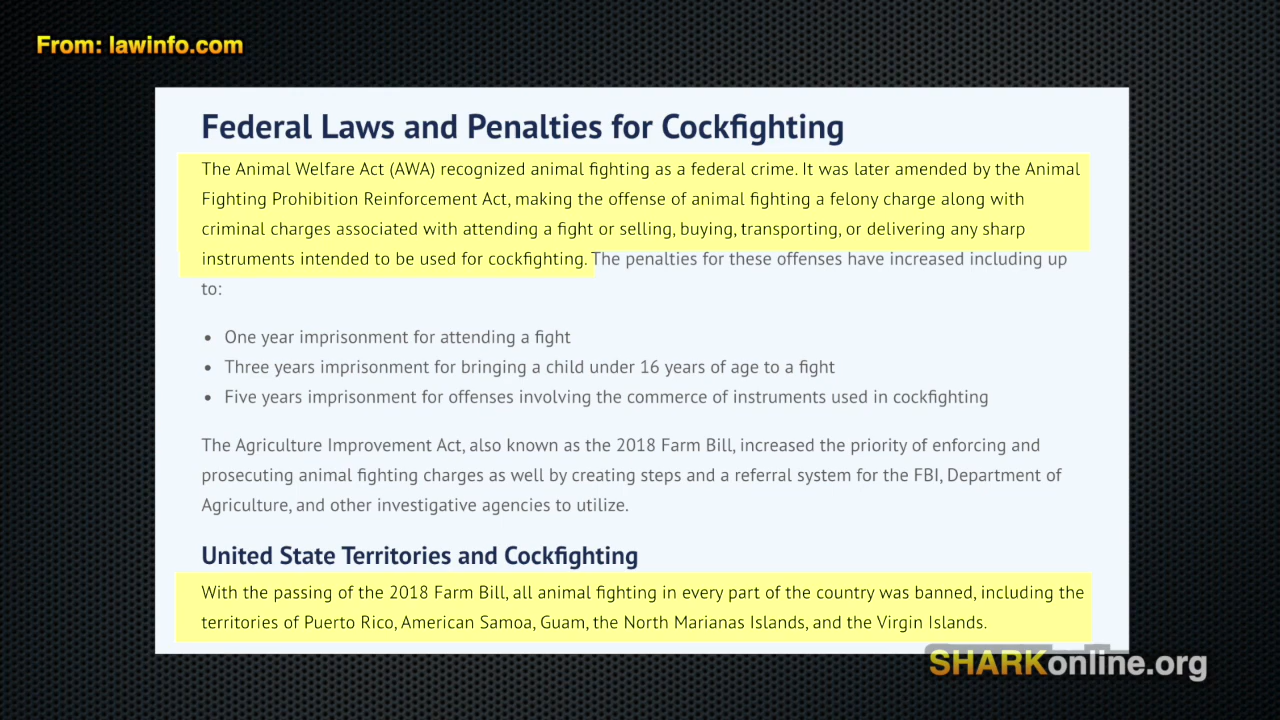 From: lawinfo.com
Federal Laws and Penalties for Cockfighting
The Animal Welfare Act (AWA) recognized animal fighting as a federal crime. It was later amended by the Animal
Fighting Prohibition Reinforcement Act, making the offense of animal fighting a felony charge along with
criminal charges associated with attending a fight or selling, buying, transporting, or delivering any sharp
instruments intended to be used for cockfighting. The penalties for these offenses have increased including up
to:
• One year imprisonment for attending a fight
• Three years imprisonment for bringing a child under 16 years of age to a fight
• Five years imprisonment for offenses involving the commerce of instruments used in cockfighting
The Agriculture Improvement Act, also known as the 2018 Farm Bill, increased the priority of enforcing and
prosecuting animal fighting charges as well by creating steps and a referral system for the FBI, Department of
Agriculture, and other investigative agencies to utilize.
United State Territories and Cockfighting
With the passing of the 2018 Farm Bill, all animal fighting in every part of the country was banned, including the
territories of Puerto Rico, American Samoa, Guam, the North Marianas Islands, and the Virgin Islands.
SHARKonline.org